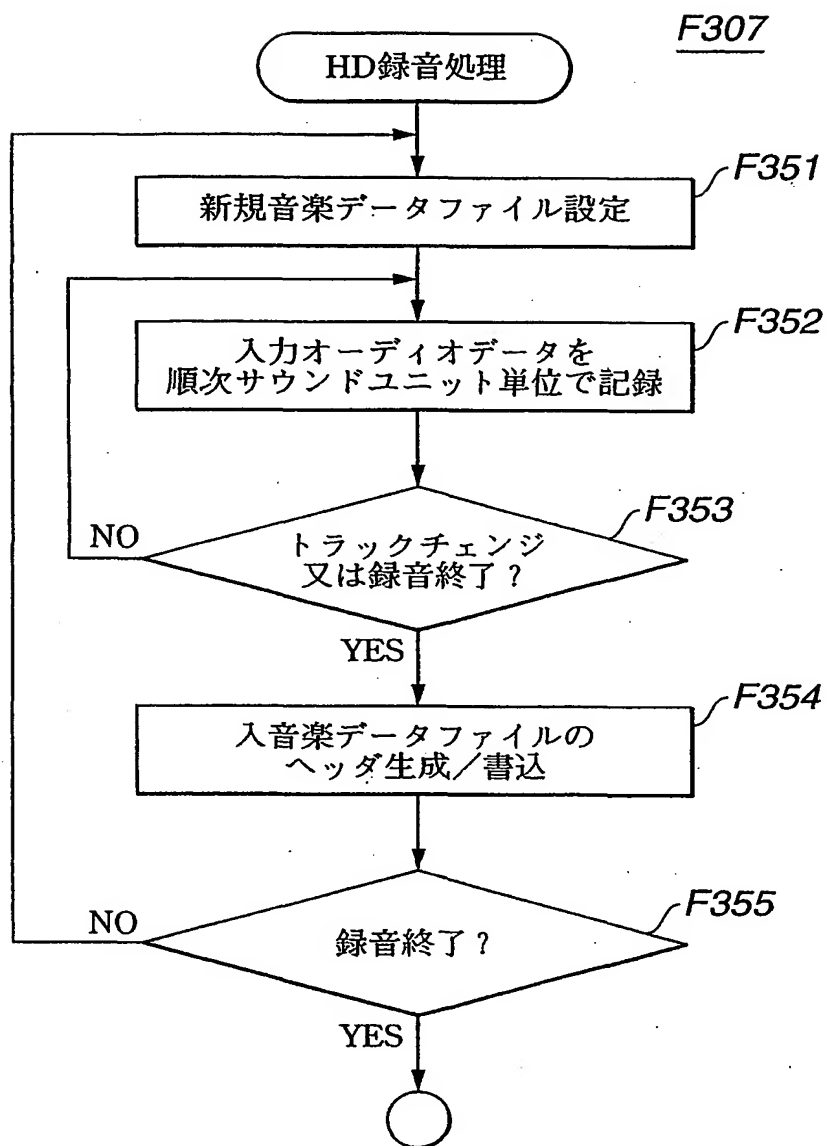 F307
HD録音処理
F351
新規音楽データファイル設定
F352
入力オーディオデータを
順次サウンドユニット単位で記録
F353
NO
トラックチェンジ
又は録音終了？
YES
F354
入音楽データファイルの
ヘッダ生成／書込
F355
NO
録音終了？
YES